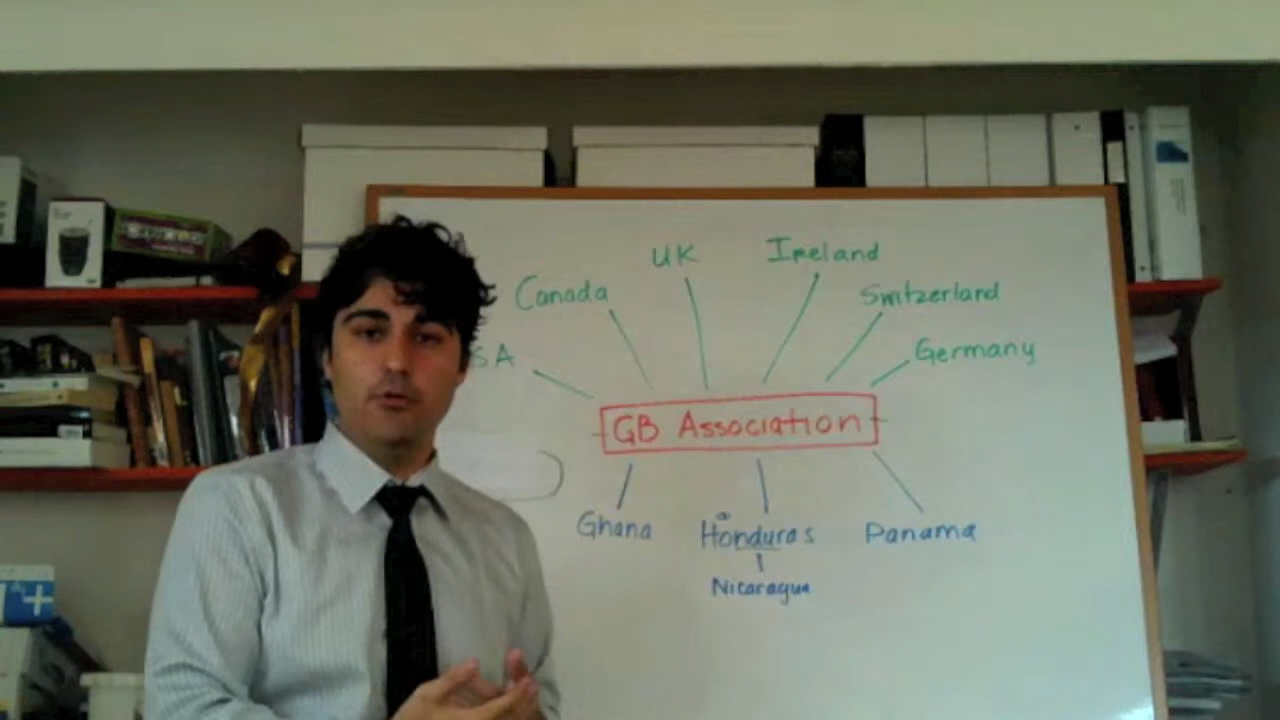 UK
Ireland
Canada
Switzerland
SA
Germany
GB Association
Ghana
Honduras
Panama
Nicaragua